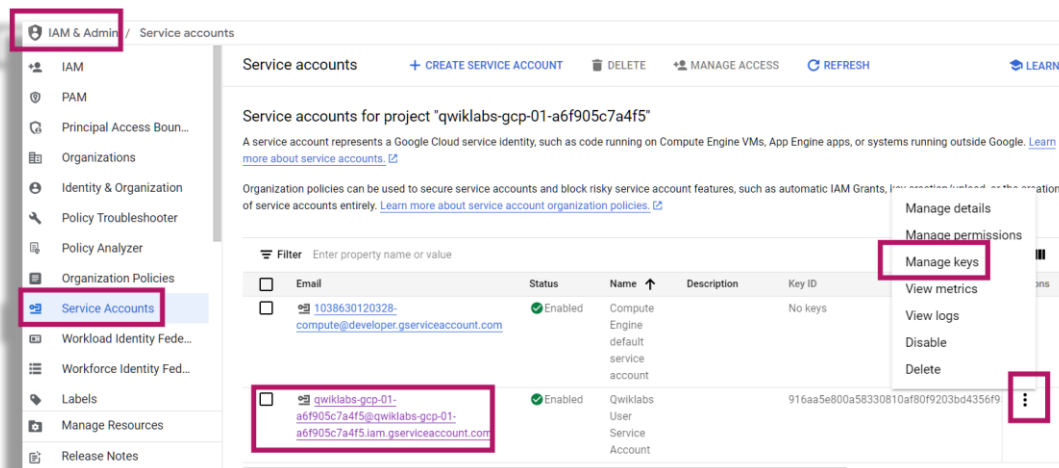 IAM & Admin / Service accounts
IAM
PAM
Principal Access Boun...
Organizations
Identity & Organization
Policy Troubleshooter
Policy Analyzer
Organization Policies
Service Accounts
Workload Identity Fede...
Workforce Identity Fed...
Labels
Manage Resources
Release Notes
Service accounts + CREATE SERVICE ACCOUNT DELETE MANAGE ACCESS REFRESH LEARN
Service accounts for project "qwiklabs-gcp-01-a6f905c7a4f5"
A service account represents a Google Cloud service identity, such as code running on Compute Engine VMs, App Engine apps, or systems running outside Google. Learn
more about service accounts.
Organization policies can be used to secure service accounts and block risky service account features, such as automatic IAM Grants, key creation/upload, or the creation
of service accounts entirely. Learn more about service account organization policies.
Filter Enter property name or value
Email Status Name Description Key ID
1038630120328-
compute@developer.gserviceaccount.com
Enabled
Compute
Engine
default
service
account
No keys
qwiklabs-gcp-01-
a6f905c7a4f5@qwiklabs-gcp-01-
a6f905c7a4f5.iam.gserviceaccount.com
Enabled
Qwiklabs
User
Service
Account
916aa5e800a58330810af80f9203bd4356f9
Manage details
Manage permissions
Manage keys
View metrics
View logs
Disable
Delete